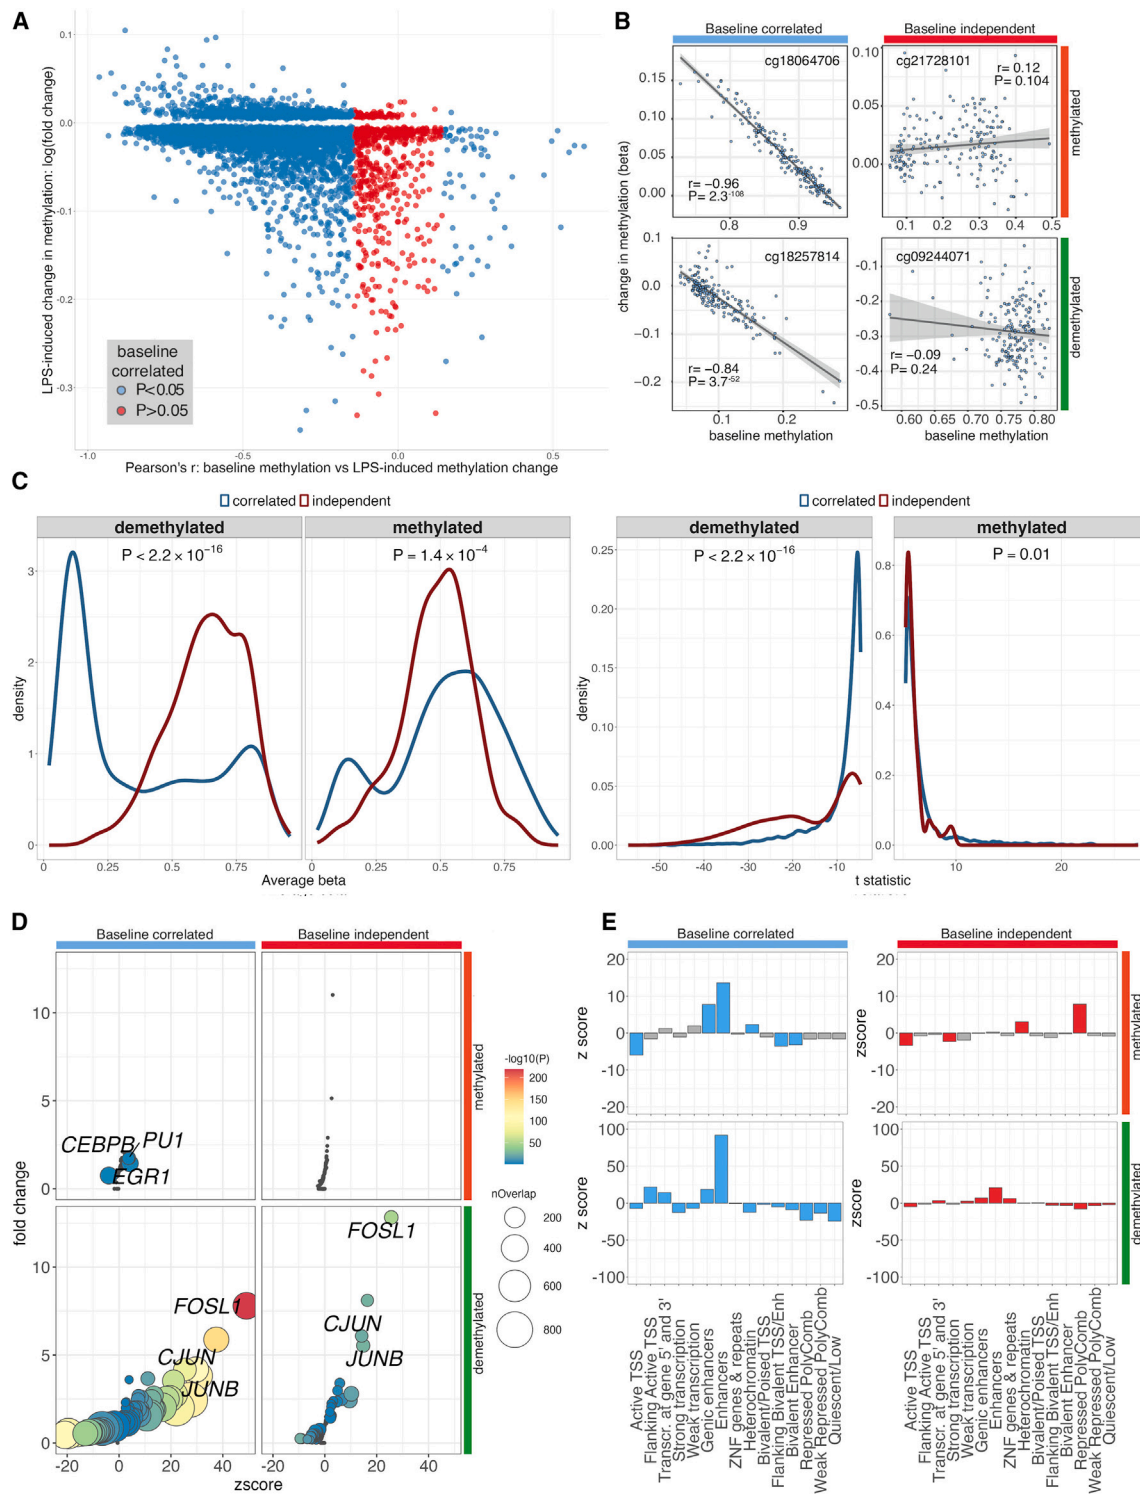 A
LPS-induced change in methylation: log(fold change)
0.1
0.0
-0.1
-0.2
-0.3
-1.0 -0.5 0.0 0.5
Pearson's r: baseline methylation vs LPS-induced methylation change
baseline
correlated
P<0.05
P>0.05
B
Baseline correlated
Baseline independent
change in methylation (beta)
cg18064706
r= −0.96
P= 2.3-108
0.15
0.10
0.05
0.00
0.8 0.9
cg21728101
r= 0.12
P= 0.104
0.10
0.05
0.00
0.1 0.2 0.3 0.4 0.5
methylated
cg18257814
r= −0.84
P= 3.7-52
0.1
0.0
−0.1
−0.2
0.1 0.2
baseline methylation
cg09244071
r= −0.09
P= 0.24
-0.1
-0.2
-0.3
-0.4
-0.5
0.60 0.65 0.70 0.75 0.80
baseline methylation
demethylated
C
correlated independent
demethylated
P < 2.2 × 10−16
methylated
P = 1.4 × 10−4
density
3
2
1
0
0 0.25 0.5 0.75
0 0.25 0.5 0.75
Average beta
correlated independent
demethylated
P < 2.2 × 10−16
methylated
P = 0.01
density
0.25
0.20
0.15
0.10
0.05
0.00
-50 -40 -30 -20 -10
0.8
0.6
0.4
0.2
0.0
10 20
t statistic
D
Baseline correlated
Baseline independent
fold change
10
5
0
CEBPB PU1
EGR1
methylated
10
5
0
FOSL1
CJUN
JUNB
FOSL1
CJUN
JUNB
demethylated
-20 0 20 40
-20 0 20 40
zscore
-log10(P)
200
150
100
50
nOverlap
200
400
600
800
E
Baseline correlated
Baseline independent
z score
20
10
0
-10
-20
zscore
20
10
0
-10
-20
methylated
z score
100
50
0
-50
-100
zscore
100
50
0
-50
-100
demethylated
Active TSS
Flanking Active TSS
Transcr. at gene 5' and 3'
Strong transcription
Weak transcription
Genic enhancers
Enhancers
ZNF genes & repeats
Heterochromatin
Bivalent/Poised TSS
Flanking Bivalent TSS/Enh
Bivalent Enhancer
Repressed PolyComb
Weak Repressed PolyComb
Quiescent/Low
Active TSS
Flanking Active TSS
Transcr. at gene 5' and 3'
Strong transcription
Weak transcription
Genic enhancers
Enhancers
ZNF genes & repeats
Heterochromatin
Bivalent/Poised TSS
Flanking Bivalent TSS/Enh
Bivalent Enhancer
Repressed PolyComb
Weak Repressed PolyComb
Quiescent/Low